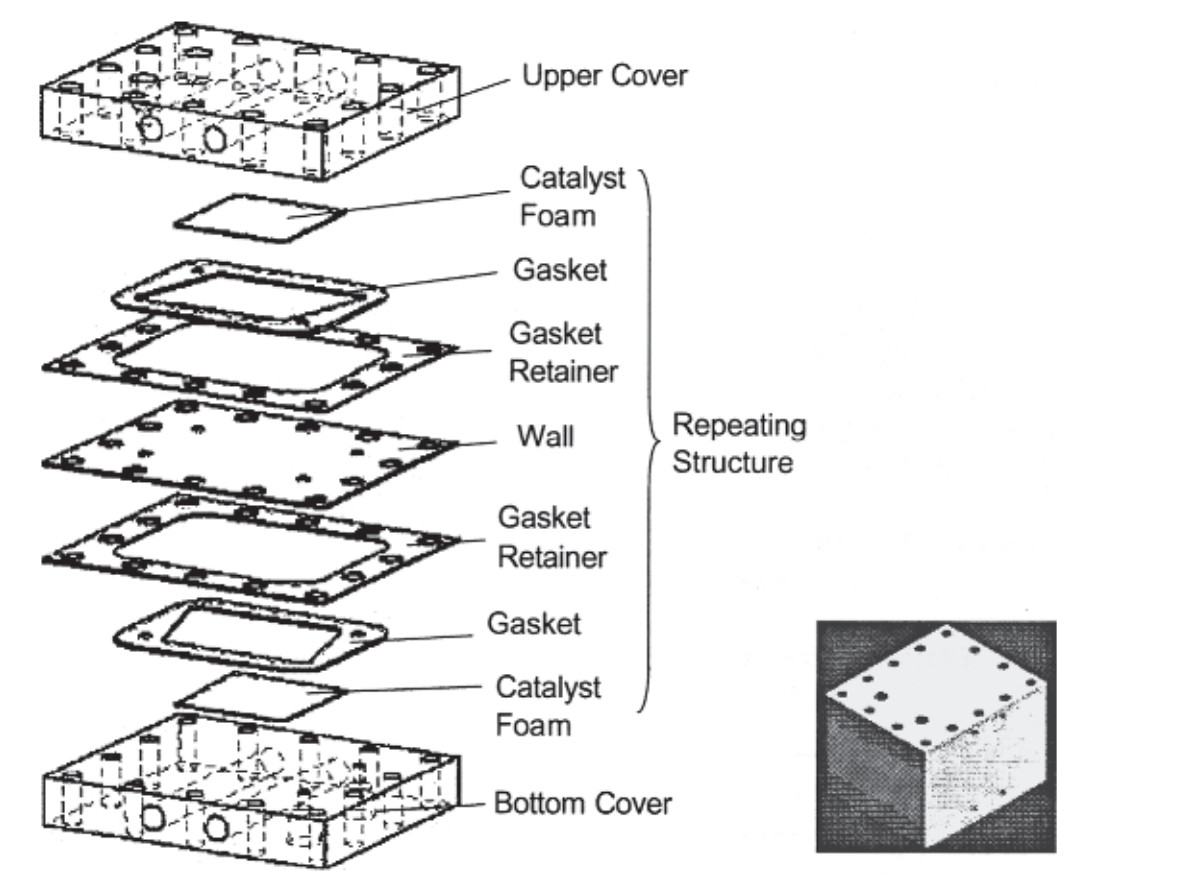 Upper Cover
Catalyst
Foam
Gasket
Gasket
Retainer
Wall
Repeating
Structure
Gasket
Retainer
Gasket
Catalyst
Foam
Bottom Cover